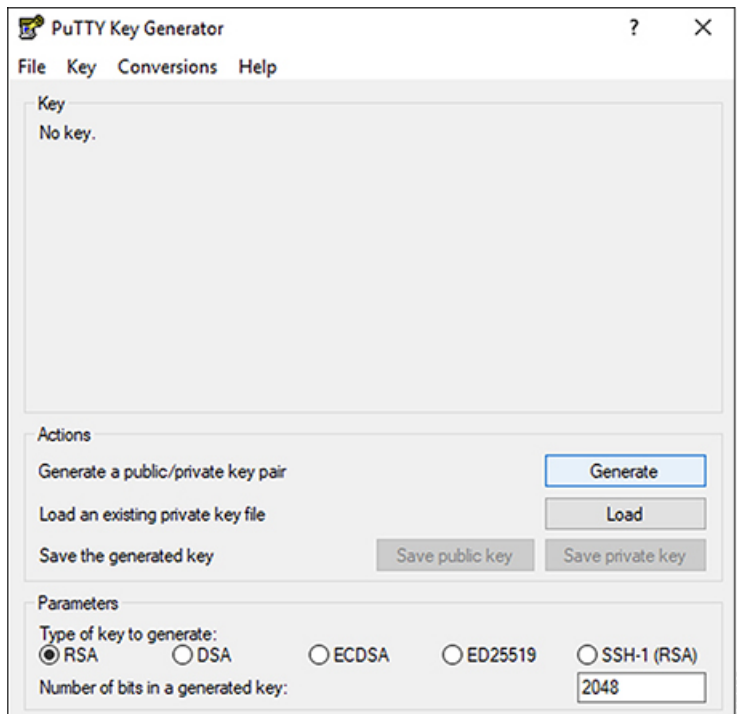 PuTTY Key Generator ? ×
File Key Conversions Help
Key
No key.
Actions
Generate a public/private key pair Generate
Load an existing private key file Load
Save the generated key Save public key Save private key
Parameters
Type of key to generate:
RSA DSA ECDSA ED25519 SSH-1 (RSA)
Number of bits in a generated key: 2048